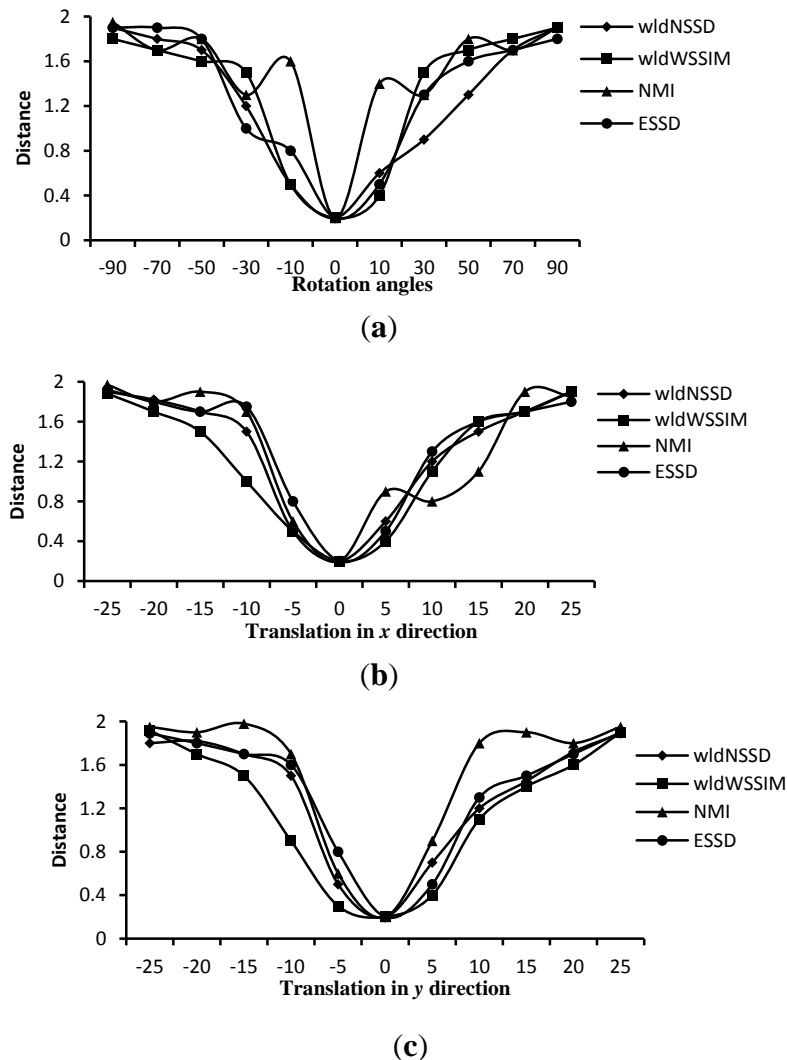 2
1.6
1.2
0.8
0.4
0
Distance
-90 -70 -50 -30 -10 0 10 30 50 70 90
Rotation angles
wldNSSD
wldWSSIM
NMI
ESSD
(a)
2
1.6
1.2
0.8
0.4
0
Distance
-25 -20 -15 -10 -5 0 5 10 15 20 25
Translation in x direction
wldNSSD
wldWSSIM
NMI
ESSD
(b)
2
1.6
1.2
0.8
0.4
0
Distance
-25 -20 -15 -10 -5 0 5 10 15 20 25
Translation in y direction
wldNSSD
wldWSSIM
NMI
ESSD
(c)